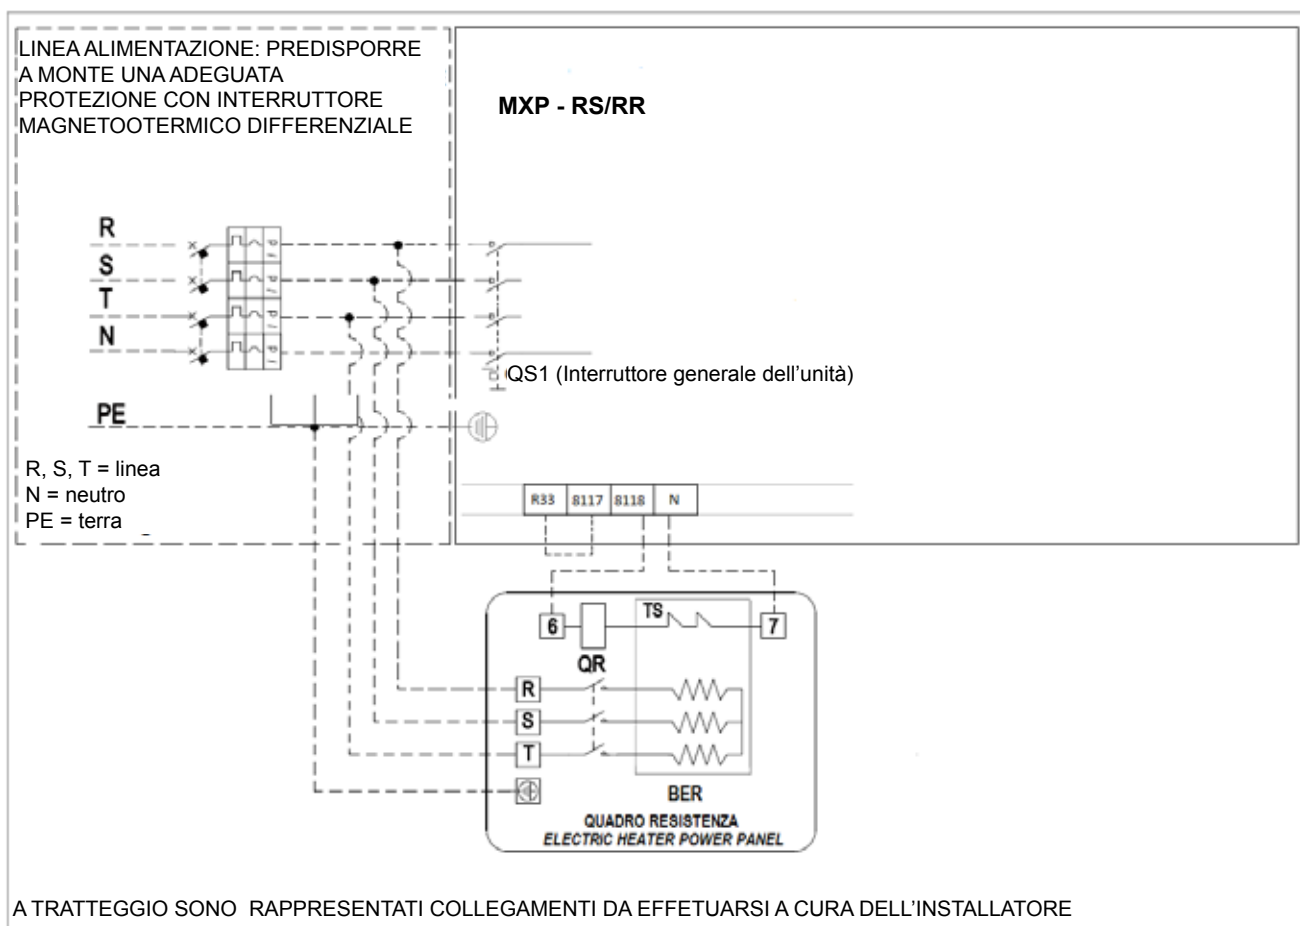 LINEA ALIMENTAZIONE: PREDISPORRE
A MONTE UNA ADEGUATA
PROTEZIONE CON INTERRUTTORE
MAGNETOOTERMICO DIFFERENZIALE
MXP - RS/RR
R
S
T
N
QS1 (Interruttore generale dell'unità)
PE
R, S, T = linea
N = neutro
PE = terra
R33 8117 8118 N
6 TS 7
QR
R
S
T
BER
QUADRO RESISTENZA
ELECTRIC HEATER POWER PANEL
A TRATTEGGIO SONO RAPPRESENTATI COLLEGAMENTI DA EFFETUARSI A CURA DELL'INSTALLATORE